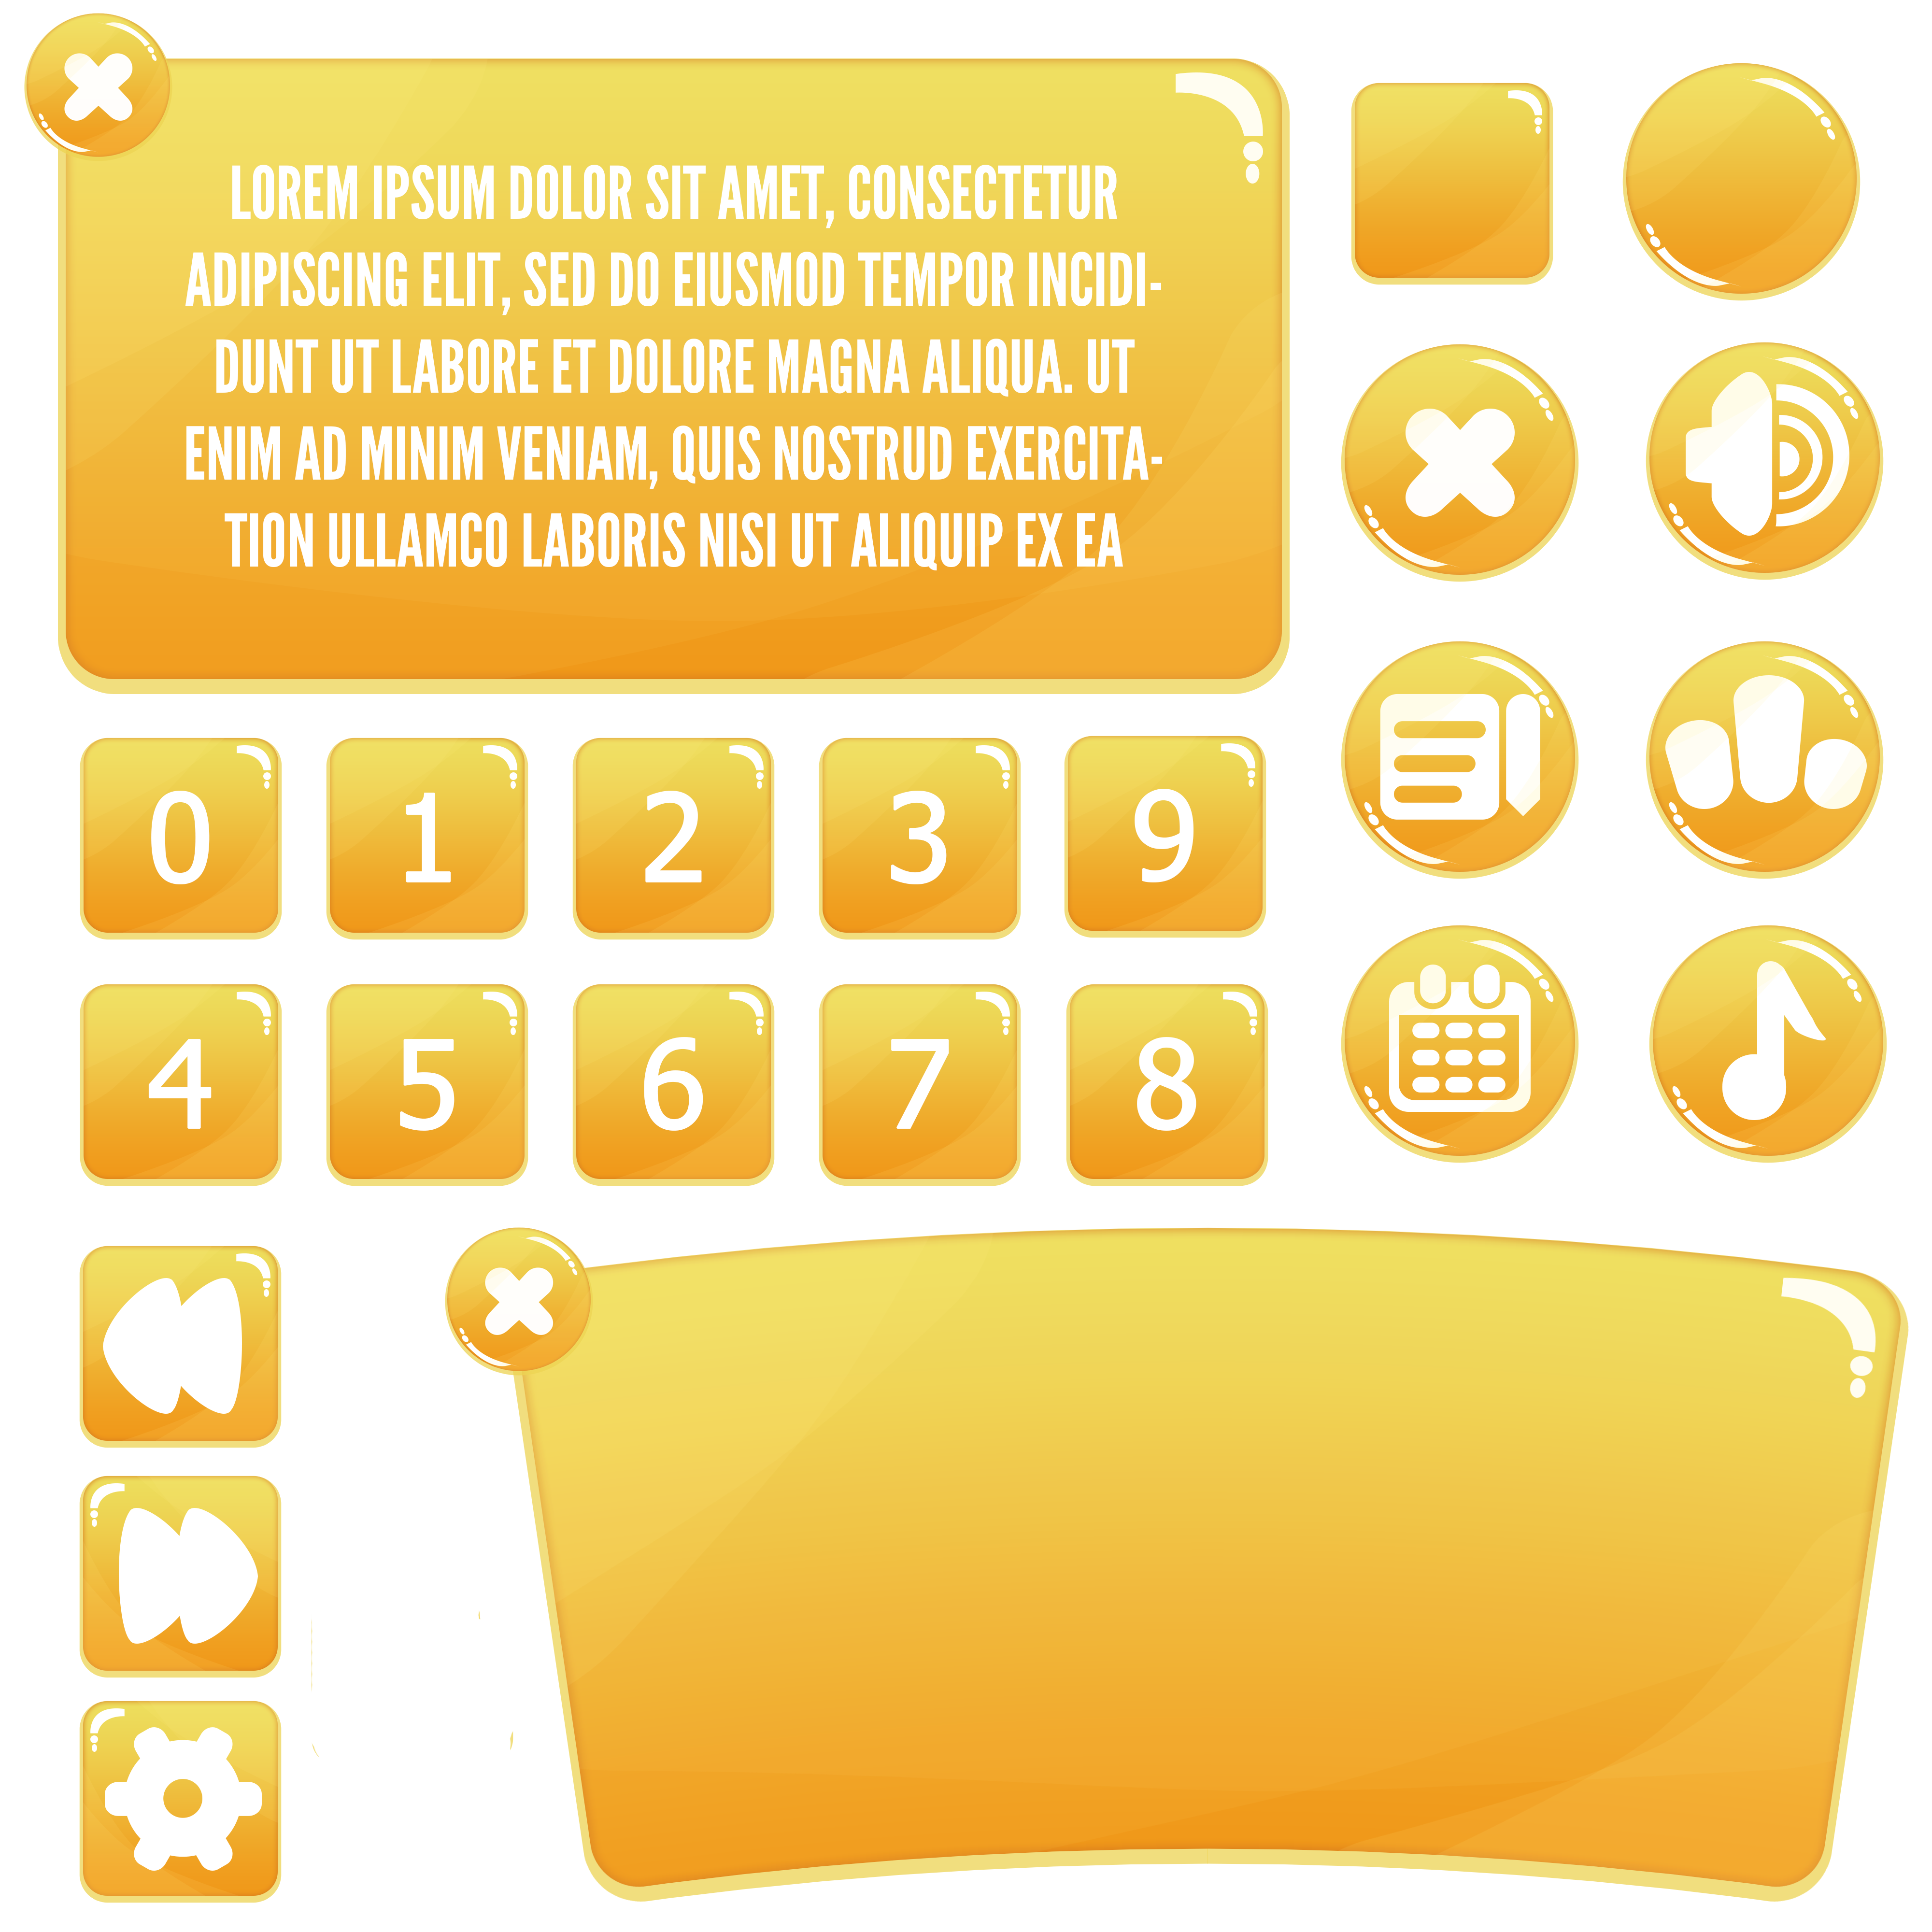 LOREM IPSUM DOLOR SIT AMET, CONSECTETUR
ADIPISCING ELIT, SED DO EIUSMOD TEMPOR INCIDI-
DUNT UT LABORE ET DOLORE MAGNA ALIQUA. UT
ENIM AD MINIM VENIAM, QUIS NOSTRUD EXERCITA-
TION ULLAMCO LABORIS NISI UT ALIQUIP EX EA
0 1 2 3 9
4 5 6 7 8